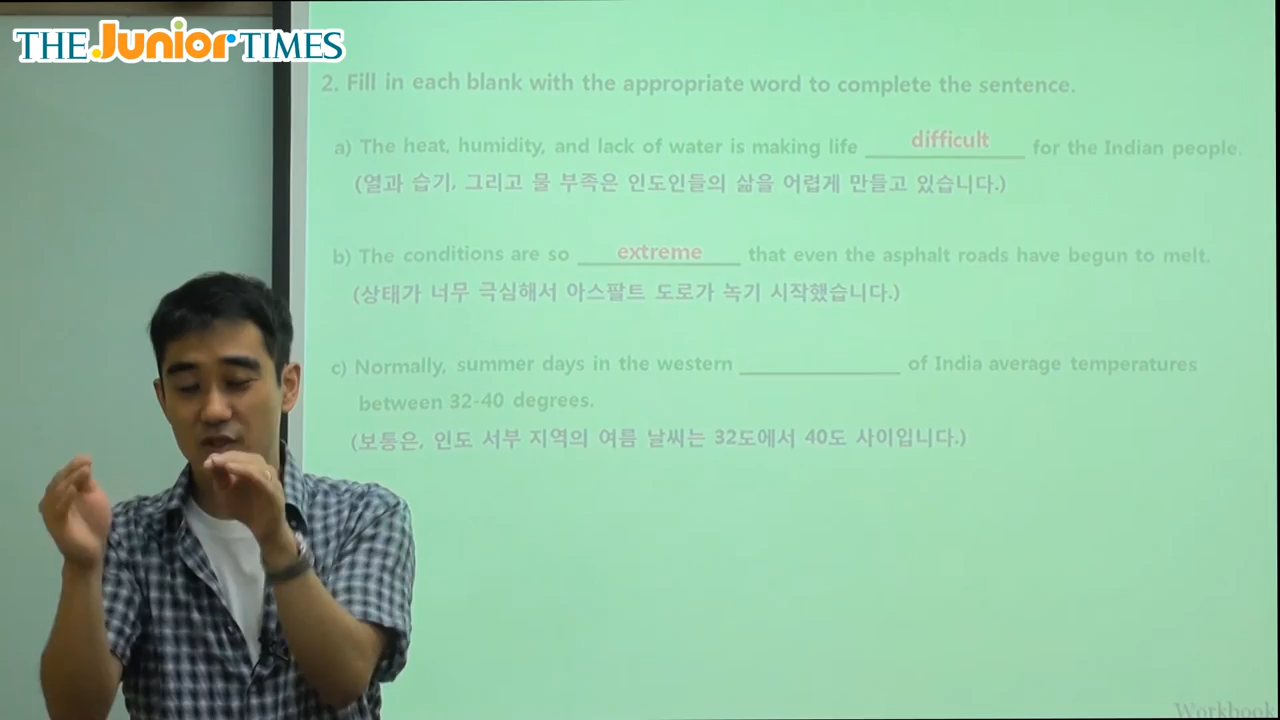 THE Junior TIMES
2. Fill in each blank with the appropriate word to complete the sentence.
a) The heat, humidity, and lack of water is making life difficult for the Indian people.
(열과 습기, 그리고 물 부족은 인도인들의 삶을 어렵게 만들고 있습니다.)
b) The conditions are so extreme that even the asphalt roads have begun to melt.
(상태가 너무 극심해서 아스팔트 도로가 녹기 시작했습니다.)
c) Normally, summer days in the western __________ of India average temperatures
between 32-40 degrees.
(보통은, 인도 서부 지역의 여름 날씨는 32도에서 40도 사이입니다.)
Workbook